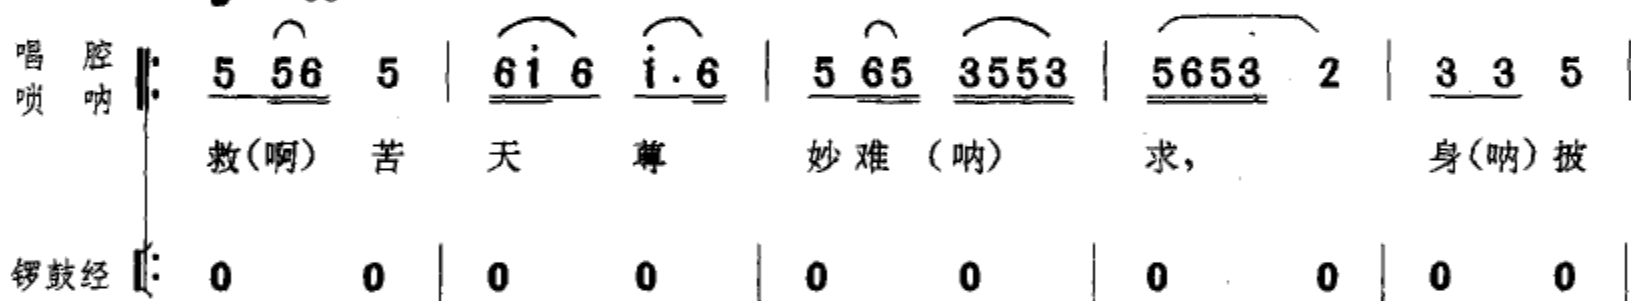 唱腔 5 56 5 | 6i 6 i·6 | 5 65 3553 | 5653 2 | 3 3 5 |
唢呐
救(啊) 苦 天 尊 妙难 (呐) 求, 身(呐)披
锣鼓经 0 0 | 0 0 | 0 0 | 0 0 | 0 0 |